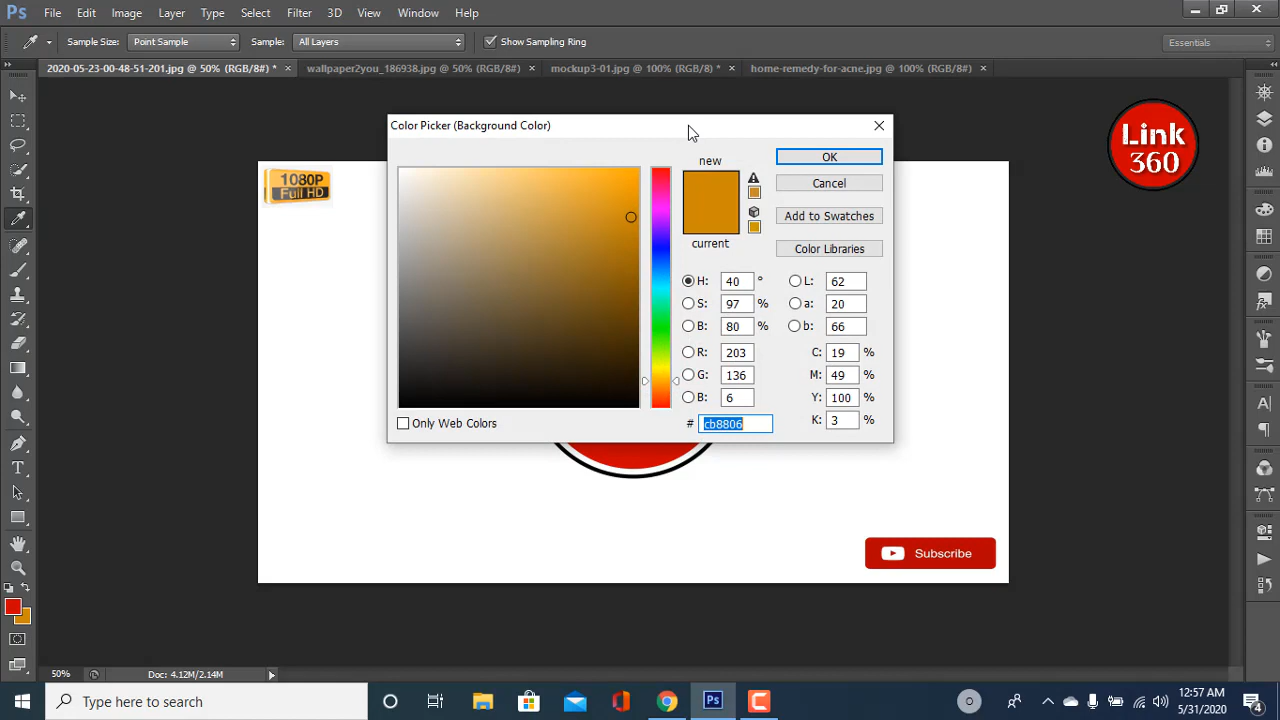 Ps File Edit Image Layer Type Select Filter 3D View Window Help
Sample Size: Point Sample Sample: All Layers Show Sampling Ring Essentials
2020-05-23-00-48-51-201.jpg @ 50% (RGB/8#) * × wallpaper2you_186938.jpg @ 50% (RGB/8#) × mockup3-01.jpg @ 100% (RGB/8) * × home-remedy-for-acne.jpg @ 100% (RGB/8#) ×
Color Picker (Background Color)
Link
360
1080P
Full HD
new
OK
Cancel
Add to Swatches
current
Color Libraries
H: 40 ° L: 62
S: 97 % a: 20
B: 80 % b: 66
R: 203 C: 19 %
G: 136 M: 49 %
B: 6 Y: 100 %
Only Web Colors # cb8806 K: 3 %
Subscribe
50% Doc: 4.12M/2.14M
Type here to search
Ps
12:57 AM
5/31/2020
4